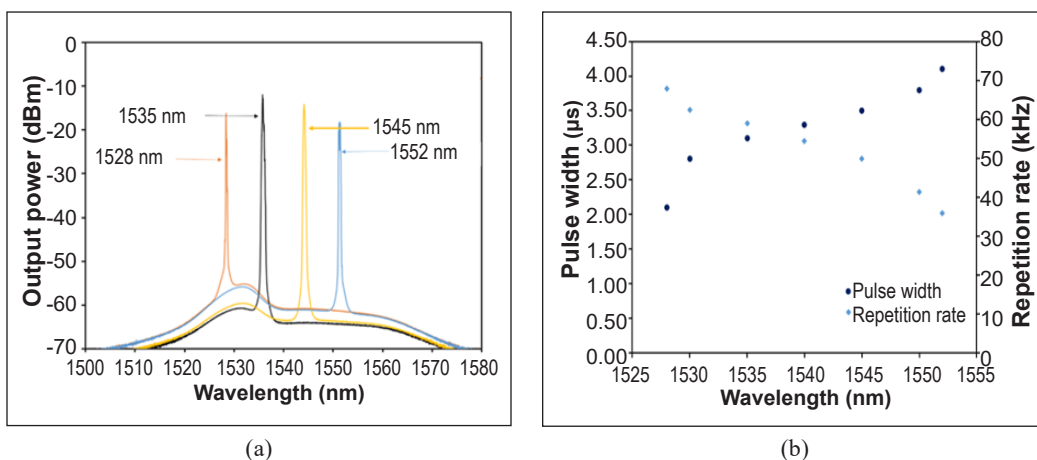 0
-10
-20
-30
-40
-50
-60
-70
Output power (dBm)
1535 nm
1528 nm
1545 nm
1552 nm
1500 1510 1520 1530 1540 1550 1560 1570 1580
Wavelength (nm)
(a)
4.50
4.00
3.50
3.00
2.50
2.00
1.50
1.00
0.50
0.00
Pulse width (µs)
80
70
60
50
40
30
20
10
0
Repetition rate (kHz)
Pulse width
Repetition rate
1525 1530 1535 1540 1545 1550 1555
Wavelength (nm)
(b)